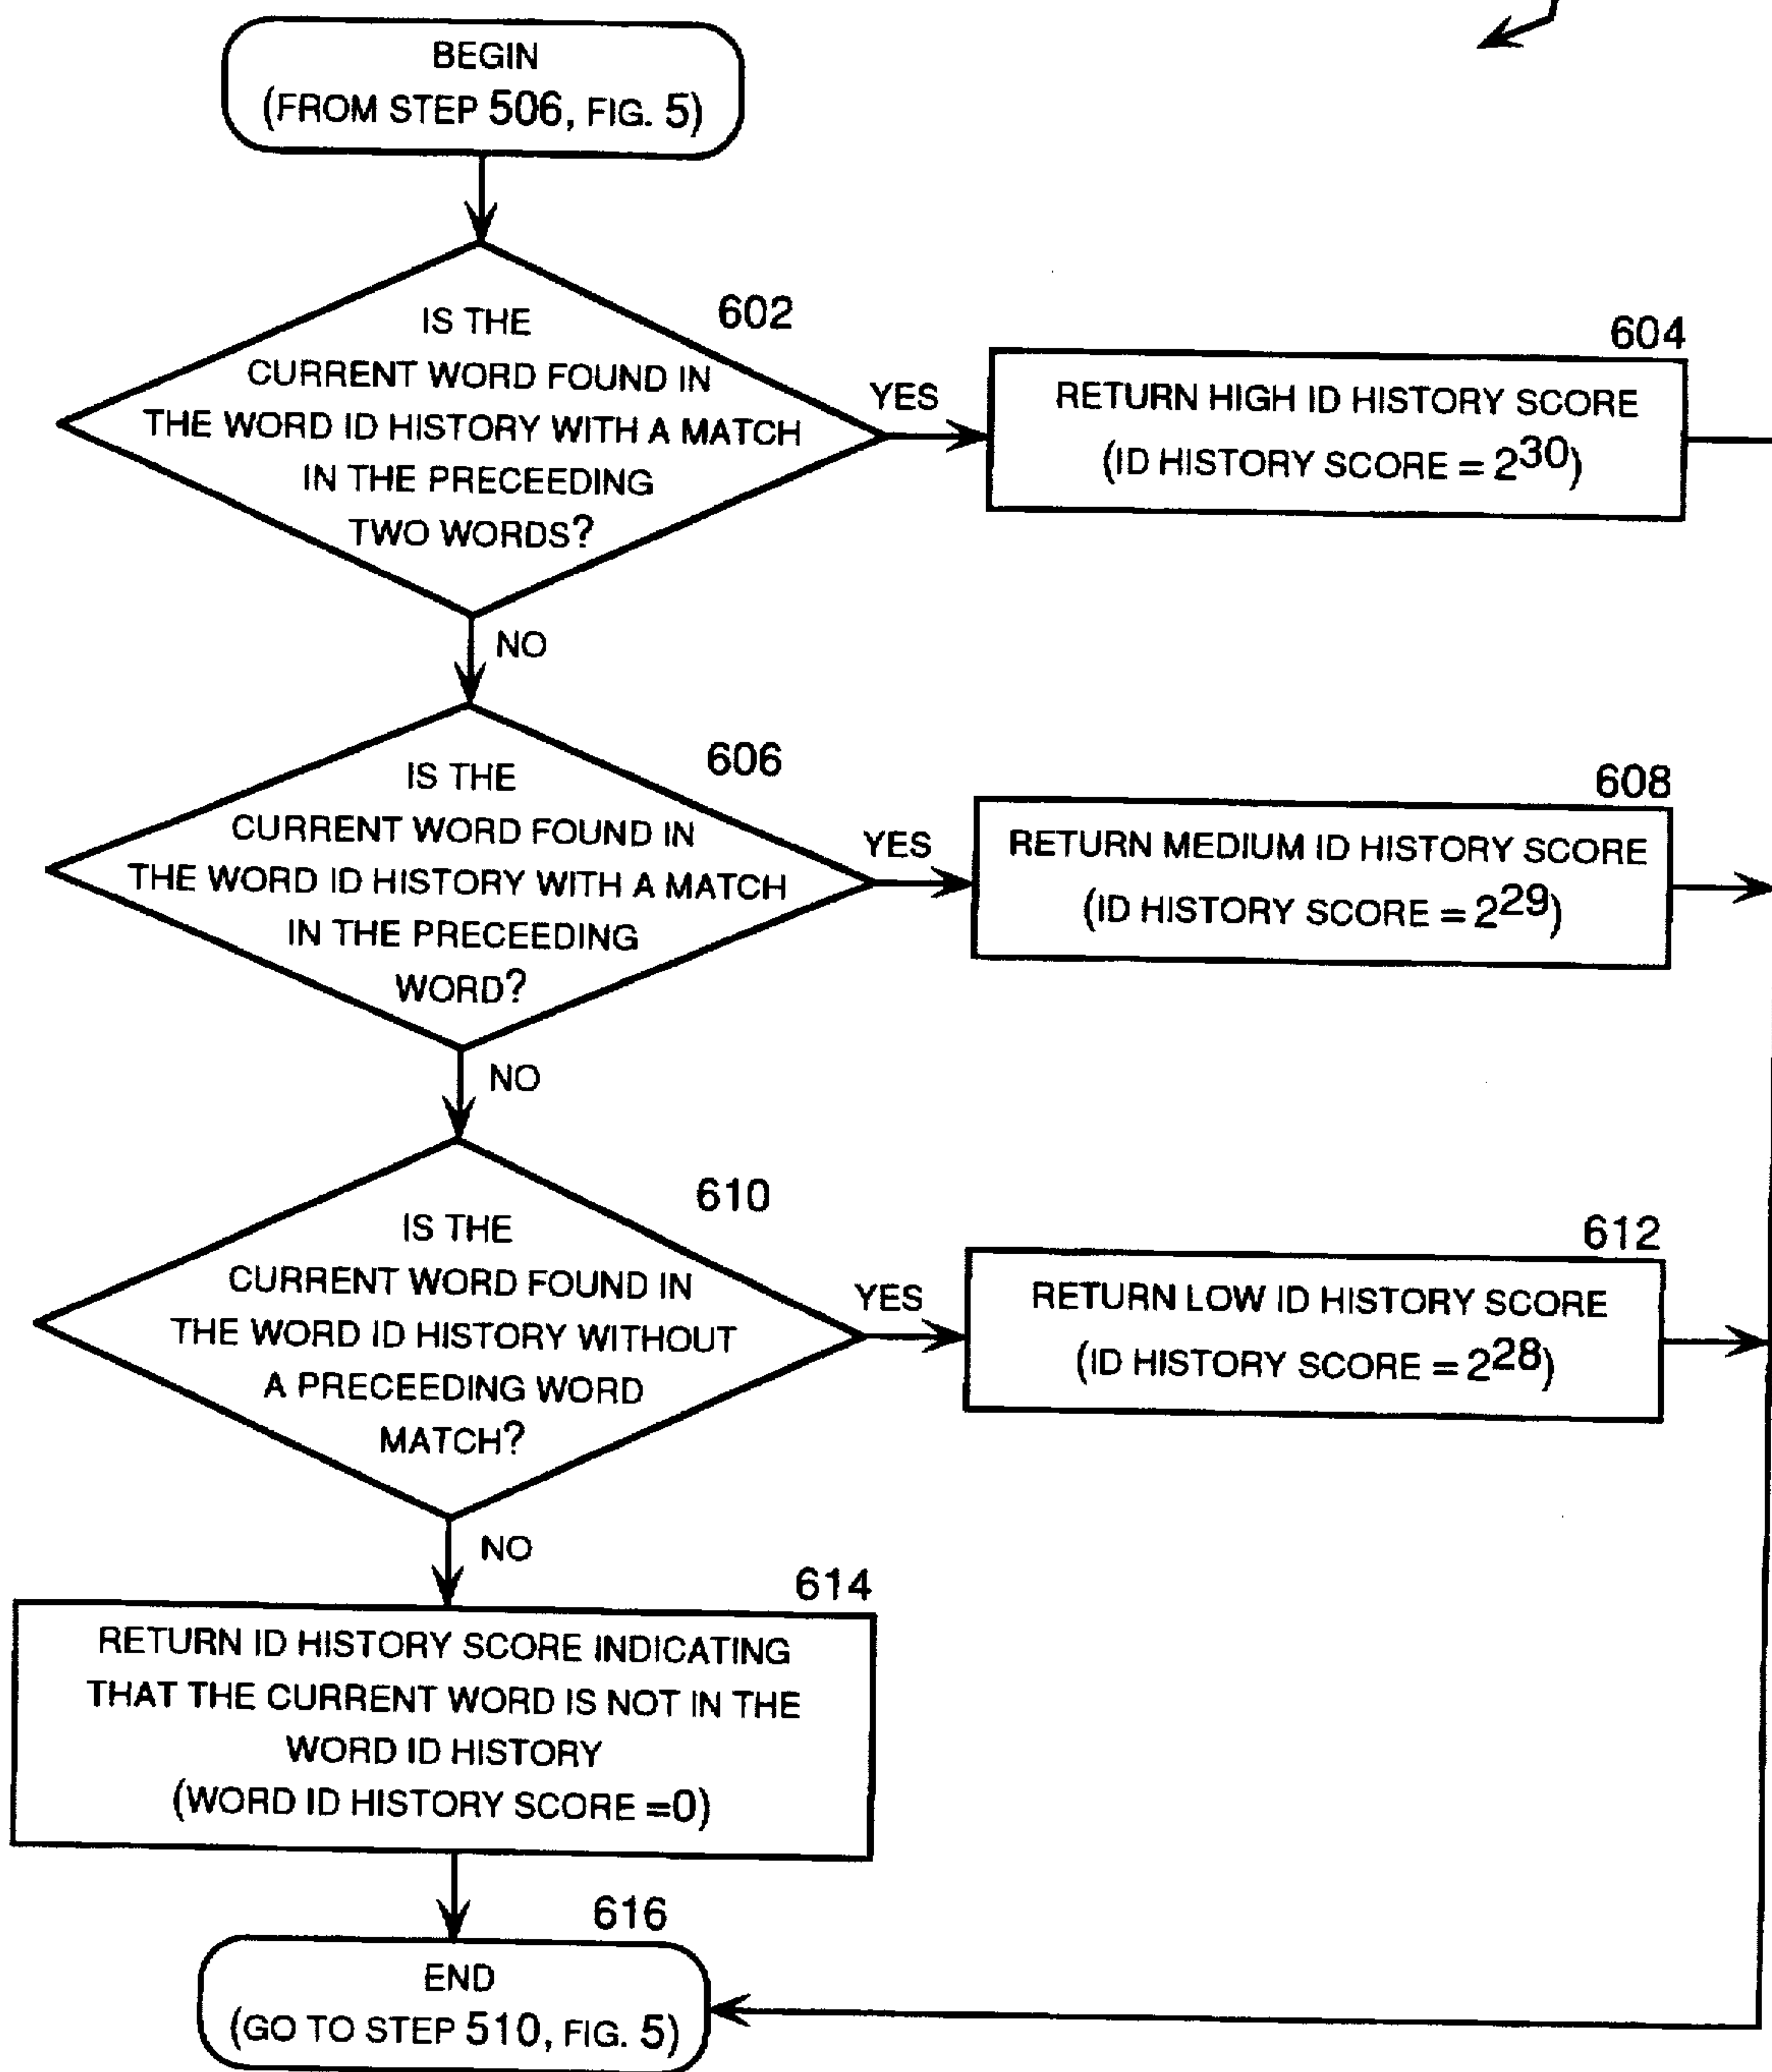 BEGIN
(FROM STEP 506, FIG. 5)
602
IS THE
CURRENT WORD FOUND IN
THE WORD ID HISTORY WITH A MATCH
IN THE PRECEEDING
TWO WORDS?
YES
604
RETURN HIGH ID HISTORY SCORE
(ID HISTORY SCORE = 2^30)
NO
606
IS THE
CURRENT WORD FOUND IN
THE WORD ID HISTORY WITH A MATCH
IN THE PRECEEDING
WORD?
YES
608
RETURN MEDIUM ID HISTORY SCORE
(ID HISTORY SCORE = 2^29)
NO
610
IS THE
CURRENT WORD FOUND IN
THE WORD ID HISTORY WITHOUT
A PRECEEDING WORD
MATCH?
YES
612
RETURN LOW ID HISTORY SCORE
(ID HISTORY SCORE = 2^28)
NO
614
RETURN ID HISTORY SCORE INDICATING
THAT THE CURRENT WORD IS NOT IN THE
WORD ID HISTORY
(WORD ID HISTORY SCORE =0)
616
END
(GO TO STEP 510, FIG. 5)